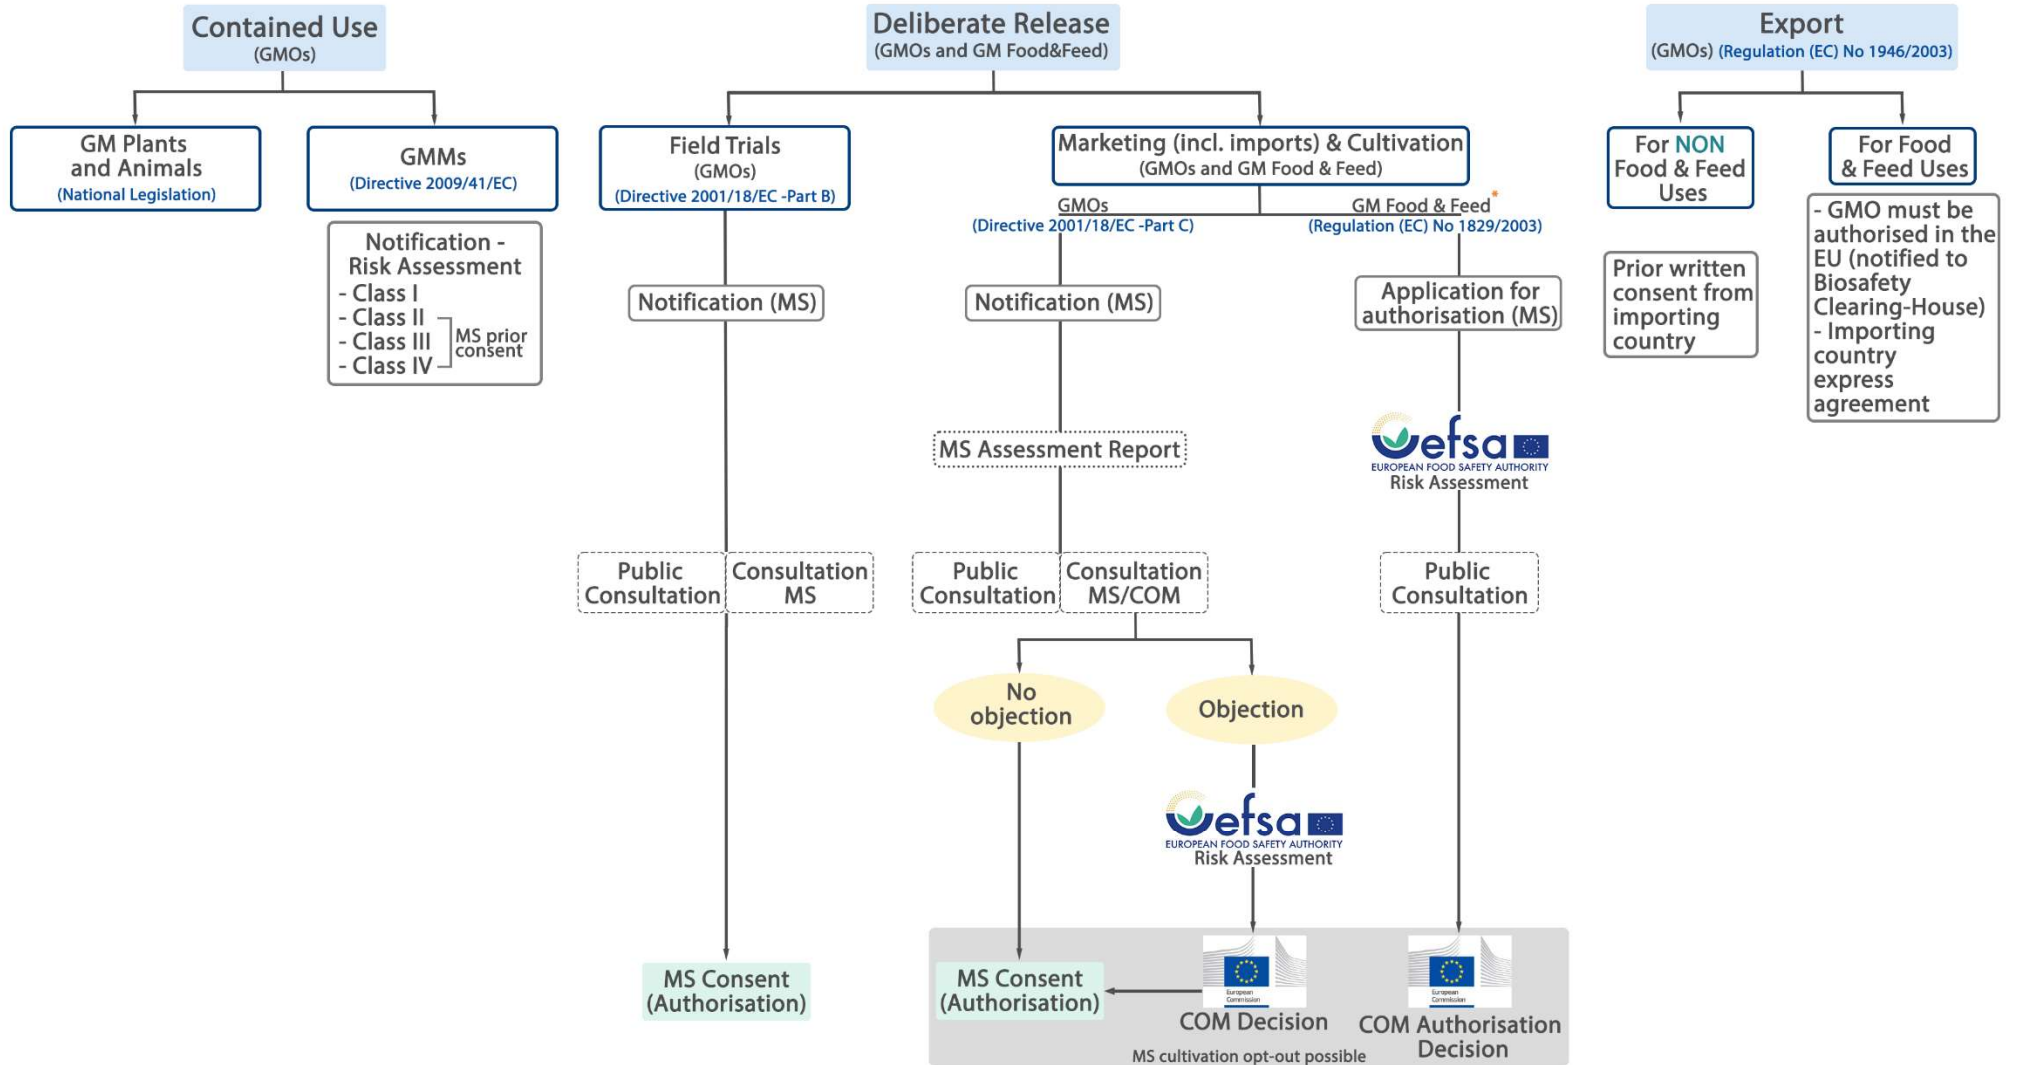 Contained Use
(GMOs)
GM Plants
and Animals
(National Legislation)
GMMs
(Directive 2009/41/EC)
Notification -
Risk Assessment
- Class I
- Class II
- Class III
- Class IV
MS prior
consent
Deliberate Release
(GMOs and GM Food&Feed)
Field Trials
(GMOs)
(Directive 2001/18/EC -Part B)
Notification (MS)
Public
Consultation
Consultation
MS
MS Consent
(Authorisation)
Marketing (incl. imports) & Cultivation
(GMOs and GM Food & Feed)
GMOs
(Directive 2001/18/EC -Part C)
Notification (MS)
MS Assessment Report
Public
Consultation
Consultation
MS/COM
No
objection
Objection
efsa
EUROPEAN FOOD SAFETY AUTHORITY
Risk Assessment
MS Consent
(Authorisation)
European
Commission
COM Decision
MS cultivation opt-out possible
GM Food & Feed*
(Regulation (EC) No 1829/2003)
Application for
authorisation (MS)
efsa
EUROPEAN FOOD SAFETY AUTHORITY
Risk Assessment
Public
Consultation
European
Commission
COM Authorisation
Decision
Export
(GMOs) (Regulation (EC) No 1946/2003)
For NON
Food & Feed
Uses
Prior written
consent from
importing
country
For Food
& Feed Uses
- GMO must be
authorised in the
EU (notified to
Biosafety
Clearing-House)
- Importing
country
express
agreement